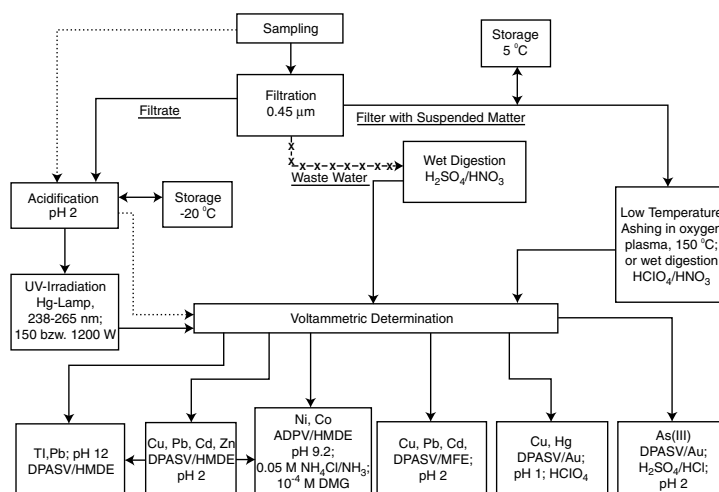 Sampling
Storage
5 °C
Filtration
0.45 μm
Filtrate
Filter with Suspended Matter
Waste Water
Wet Digestion
H₂SO₄/HNO₃
Acidification
pH 2
Storage
-20 °C
Low Temperature
Ashing in oxygen
plasma, 150 °C;
or wet digestion
HClO₄/HNO₃
UV-Irradiation
Hg-Lamp,
238-265 nm;
150 bzw. 1200 W
Voltammetric Determination
Tl,Pb; pH 12
DPASV/HMDE
Cu, Pb, Cd, Zn
DPASV/HMDE
pH 2
Ni, Co
ADPV/HMDE
pH 9.2;
0.05 M NH₄Cl/NH₃;
10⁻⁴ M DMG
Cu, Pb, Cd,
DPASV/MFE;
pH 2
Cu, Hg
DPASV/Au;
pH 1; HClO₄
As(III)
DPASV/Au;
H₂SO₄/HCl;
pH 2